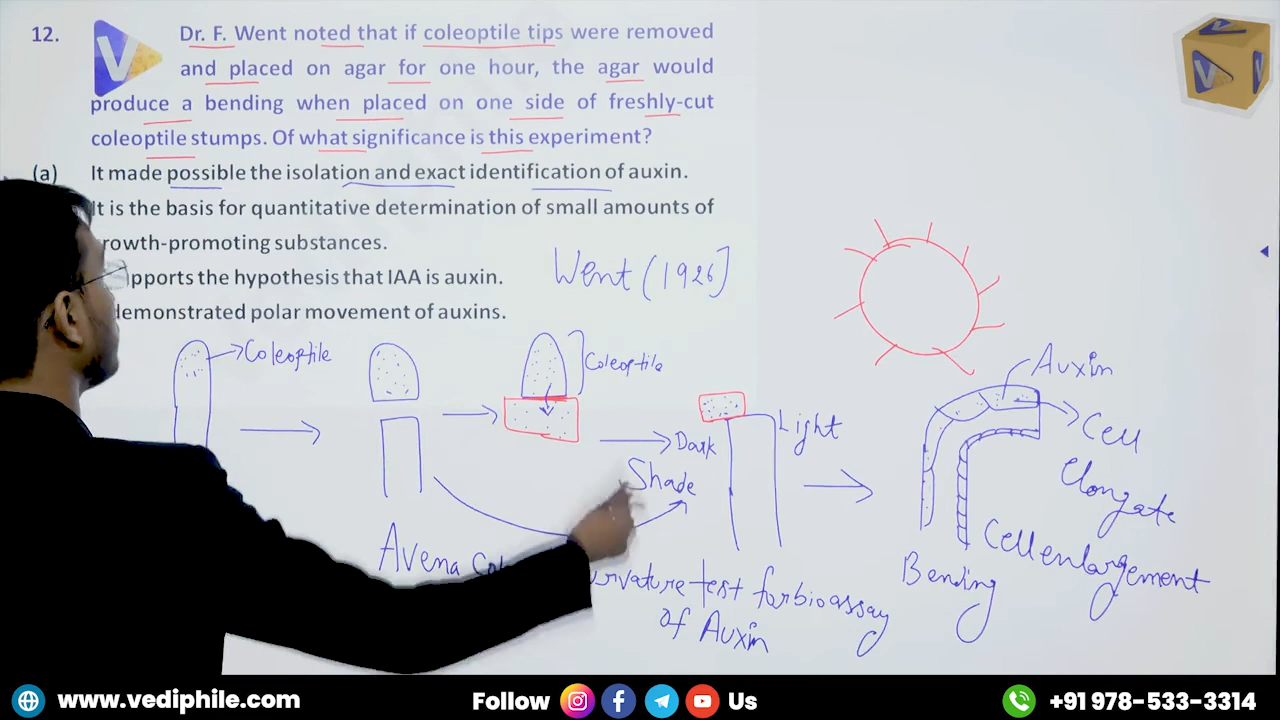 12.
Dr. F. Went noted that if coleoptile tips were removed
and placed on agar for one hour, the agar would
produce a bending when placed on one side of freshly-cut
coleoptile stumps. Of what significance is this experiment?
(a) It made possible the isolation and exact identification of auxin.
It is the basis for quantitative determination of small amounts of
rowth-promoting substances.
pports the hypothesis that IAA is auxin.
demonstrated polar movement of auxins.
Went (1926]
Coleoptile
Coleoptile
Dark
Shade
Light
Auxin
Cell
Elongate
Cell enlargement
Bending
Avena Co
urvature test for bioassay
of Auxin
www.vediphile.com
Follow
Us
+91 978-533-3314